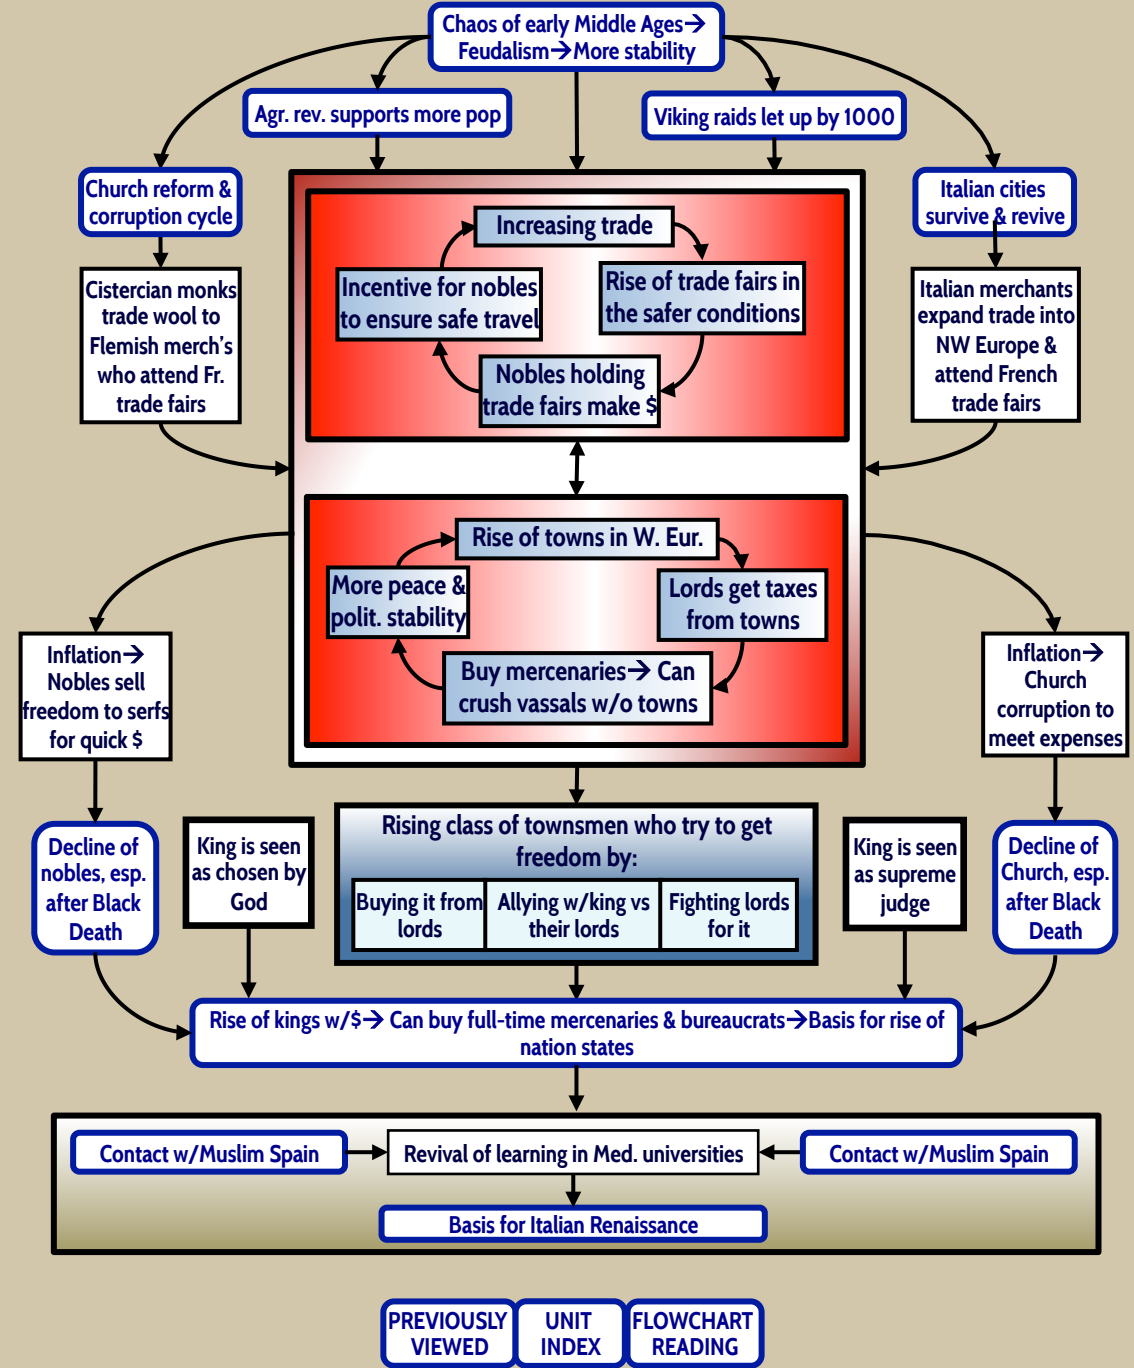 Chaos of early Middle Ages→
Feudalism→More stability
Agr. rev. supports more pop
Viking raids let up by 1000
Church reform &
corruption cycle
Italian cities
survive & revive
Increasing trade
Incentive for nobles
to ensure safe travel
Rise of trade fairs in
the safer conditions
Nobles holding
trade fairs make $
Cistercian monks
trade wool to
Flemish merch's
who attend Fr.
trade fairs
Italian merchants
expand trade into
NW Europe &
attend French
trade fairs
Rise of towns in W. Eur.
More peace &
polit. stability
Lords get taxes
from towns
Buy mercenaries→ Can
crush vassals w/o towns
Inflation→
Nobles sell
freedom to serfs
for quick $
Inflation→
Church
corruption to
meet expenses
Decline of
nobles, esp.
after Black
Death
King is seen
as chosen by
God
Rising class of townsmen who try to get
freedom by:
Buying it from
lords
Allying w/king vs
their lords
Fighting lords
for it
King is seen
as supreme
judge
Decline of
Church, esp.
after Black
Death
Rise of kings w/$→ Can buy full-time mercenaries & bureaucrats→Basis for rise of
nation states
Contact w/Muslim Spain
Revival of learning in Med. universities
Contact w/Muslim Spain
Basis for Italian Renaissance
PREVIOUSLY
VIEWED
UNIT
INDEX
FLOWCHART
READING